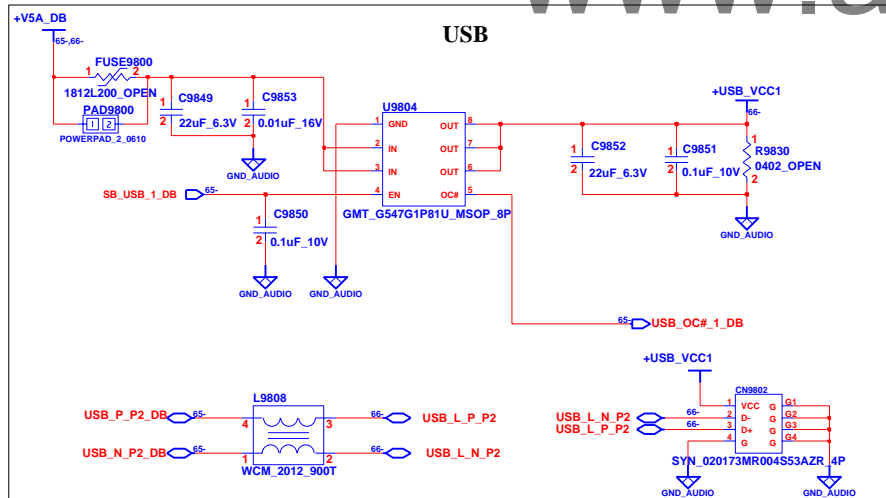 www.a
USB
+V5A_DB
65-,66-
FUSE9800
1 2
1812L200_OPEN
PAD9800
1 2
POWERPAD_2_0610
1 C9849
2 22uF_6.3V
1 C9853
2 0.01uF_16V
GND_AUDIO
U9804
1 GND OUT 8
2 IN OUT 7
3 IN OUT 6
4 EN OC# 5
GMT_G547G1P81U_MSOP_8P
SB_USB_1_DB 65-
1 C9850
2 0.1uF_10V
GND_AUDIO
GND_AUDIO
+USB_VCC1
66-
1 C9852
2 22uF_6.3V
1 C9851
2 0.1uF_10V
1 R9830
2 0402_OPEN
GND_AUDIO
65- USB_OC#_1_DB
L9808
USB_P_P2_DB 65- 4 3 66- USB_L_P_P2
USB_N_P2_DB 65- 1 2 66- USB_L_N_P2
WCM_2012_900T
+USB_VCC1
CN9802
1 VCC G G1
USB_L_N_P2 66- 2 D- G G2
USB_L_P_P2 66- 3 D+ G G3
4 G G G4
SYN_020173MR004S53AZR_4P
GND_AUDIO
GND_AUDIO